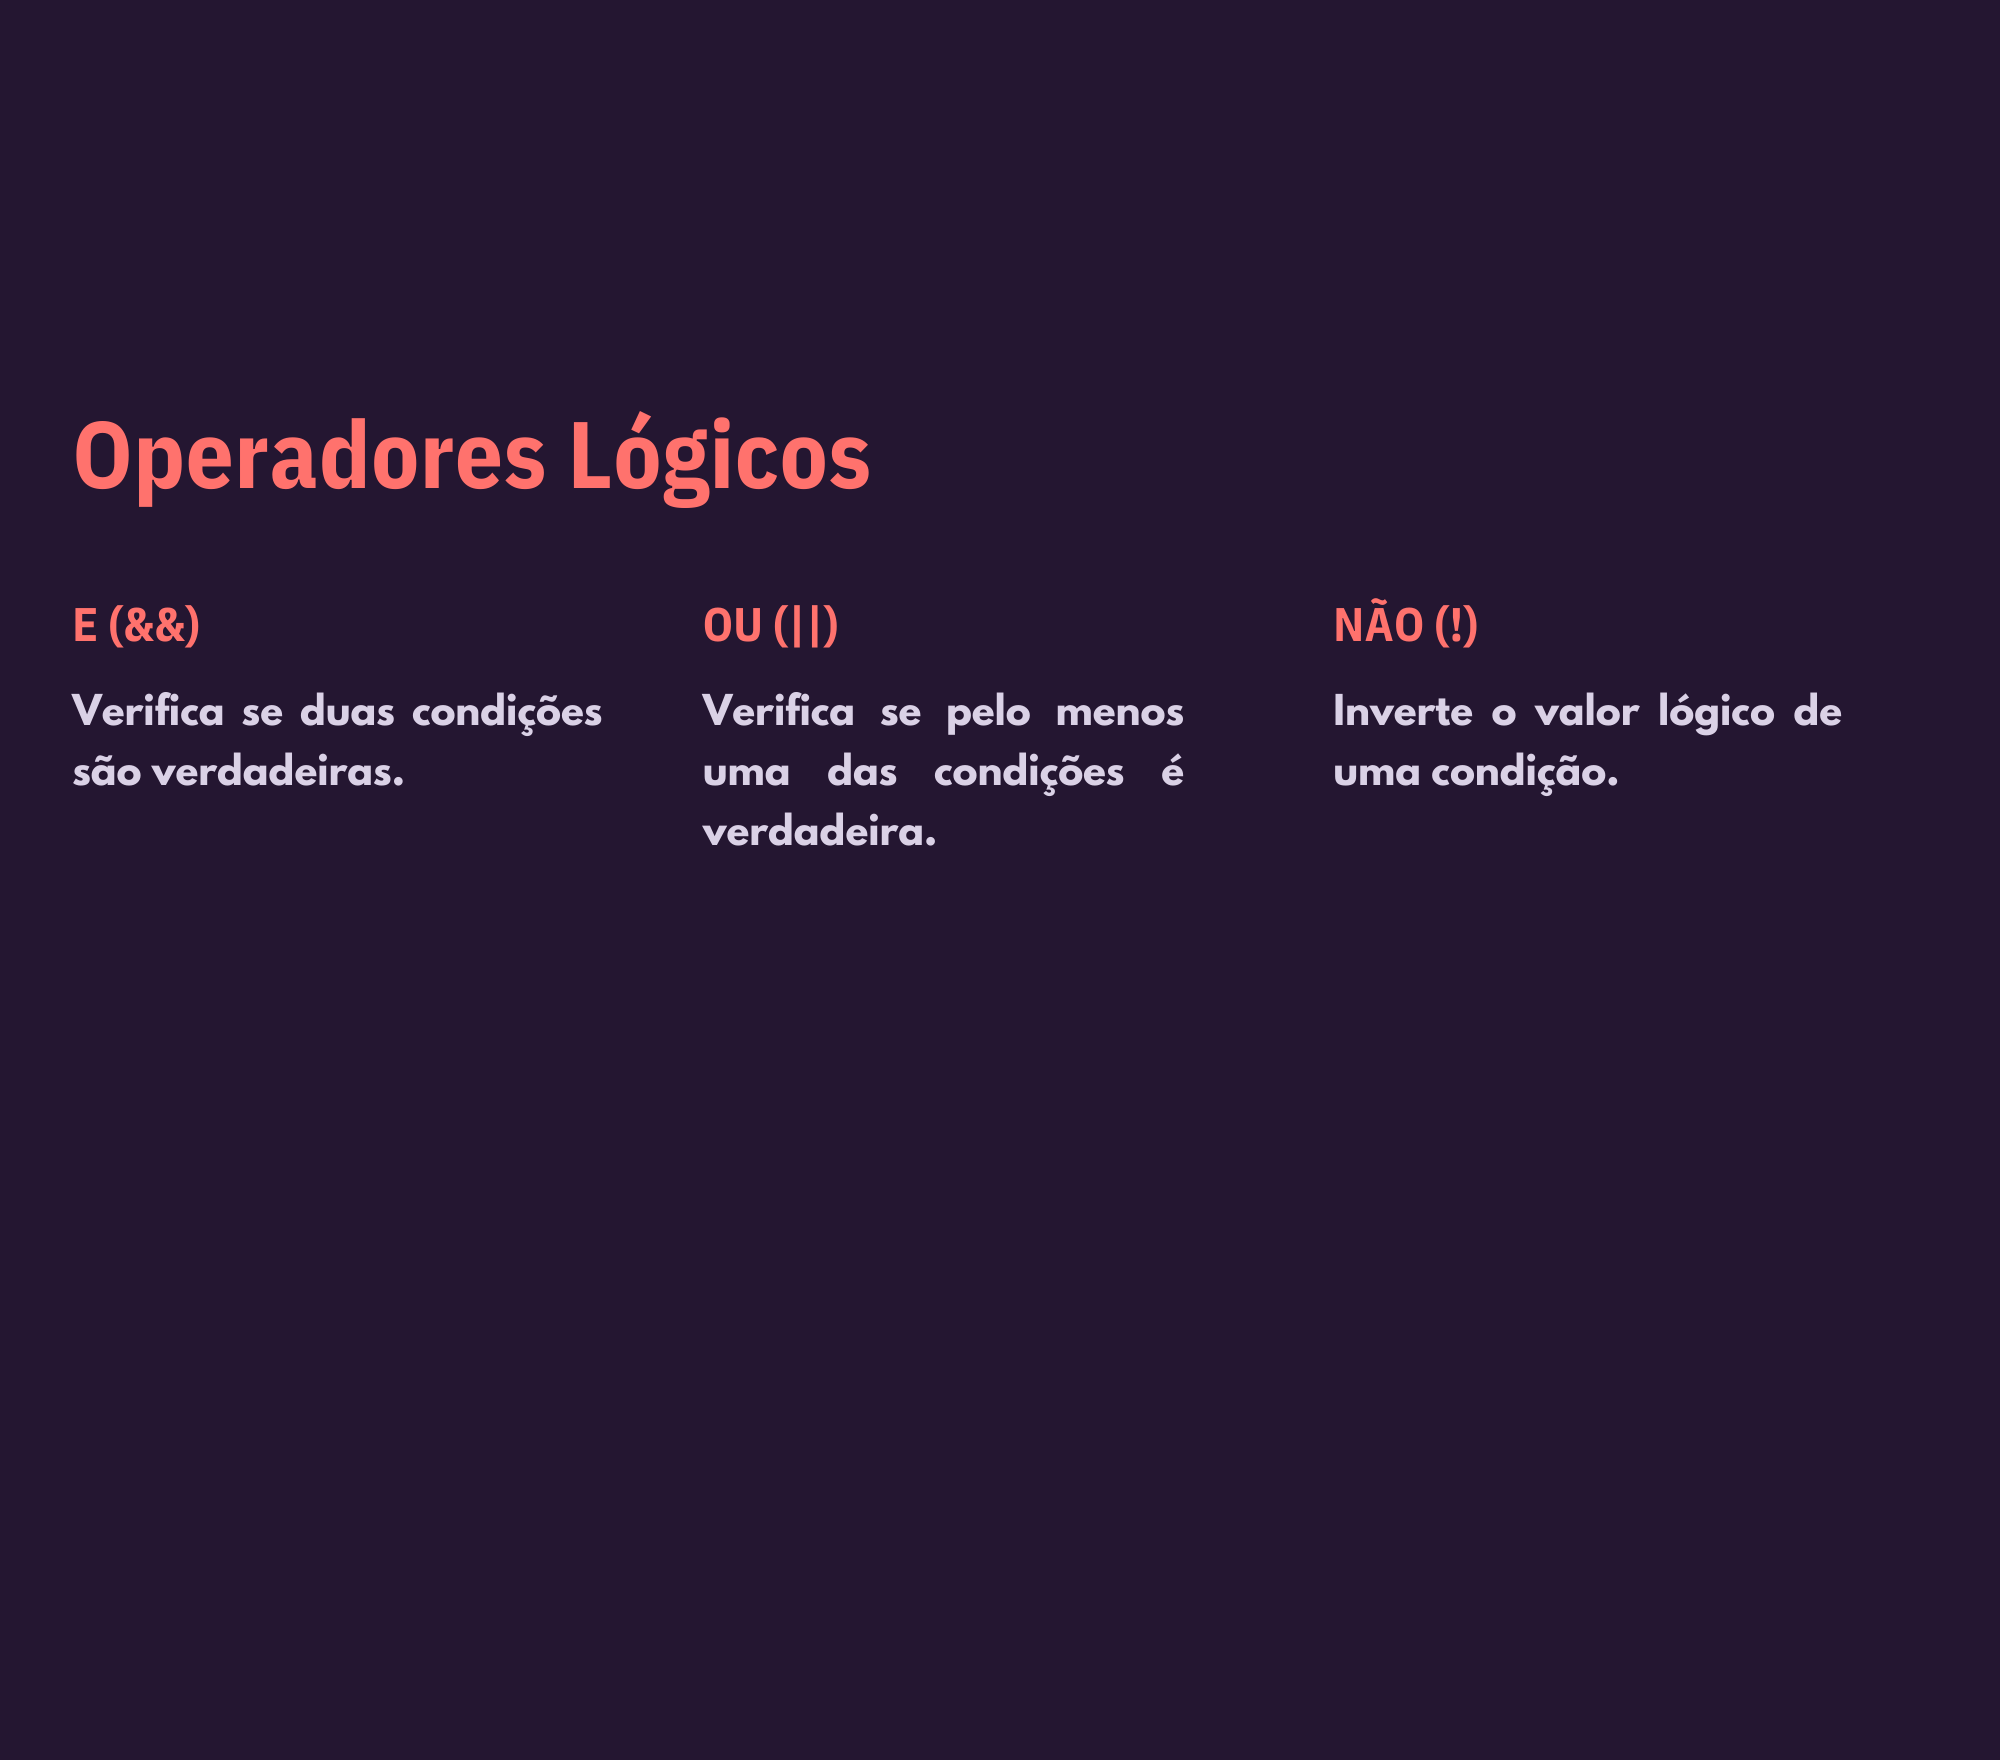 Operadores Lógicos
E (&&)
Verifica se duas condições
são verdadeiras.
OU (||)
Verifica se pelo menos
uma das condições é
verdadeira.
NÃO (!)
Inverte o valor lógico de
uma condição.